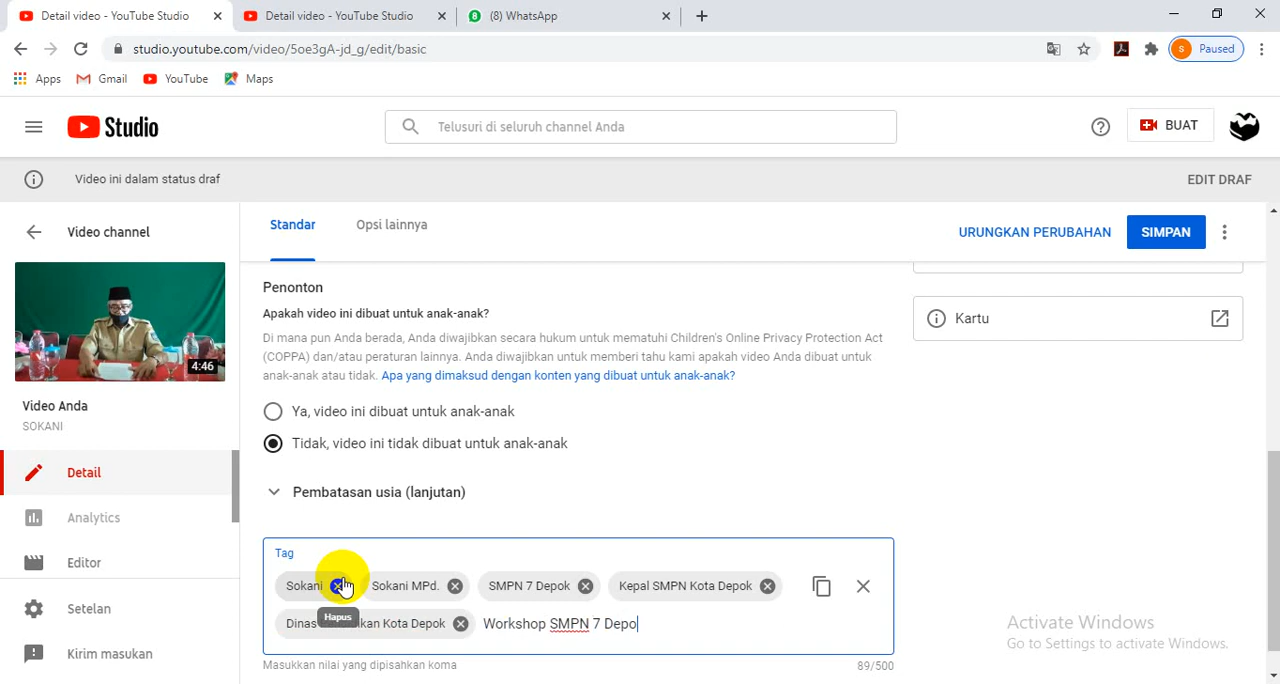 Detail video - YouTube Studio
Detail video - YouTube Studio
(8) WhatsApp
studio.youtube.com/video/5oe3gA-jd_g/edit/basic
S
Paused
Apps
Gmail
YouTube
Maps
Studio
Telusuri di seluruh channel Anda
BUAT
Video ini dalam status draf
EDIT DRAF
Video channel
Standar
Opsi lainnya
URUNGKAN PERUBAHAN
SIMPAN
4:46
Video Anda
SOKANI
Detail
Analytics
Editor
Setelan
Kirim masukan
Penonton
Apakah video ini dibuat untuk anak-anak?
Di mana pun Anda berada, Anda diwajibkan secara hukum untuk mematuhi Children's Online Privacy Protection Act
(COPPA) dan/atau peraturan lainnya. Anda diwajibkan untuk memberi tahu kami apakah video Anda dibuat untuk
anak-anak atau tidak. Apa yang dimaksud dengan konten yang dibuat untuk anak-anak?
Ya, video ini dibuat untuk anak-anak
Tidak, video ini tidak dibuat untuk anak-anak
Pembatasan usia (lanjutan)
Tag
Sokani
Sokani MPd.
SMPN 7 Depok
Kepal SMPN Kota Depok
Hapus
Dinas
kan Kota Depok
Workshop SMPN 7 Depo
Masukkan nilai yang dipisahkan koma
89/500
Kartu
Activate Windows
Go to Settings to activate Windows.